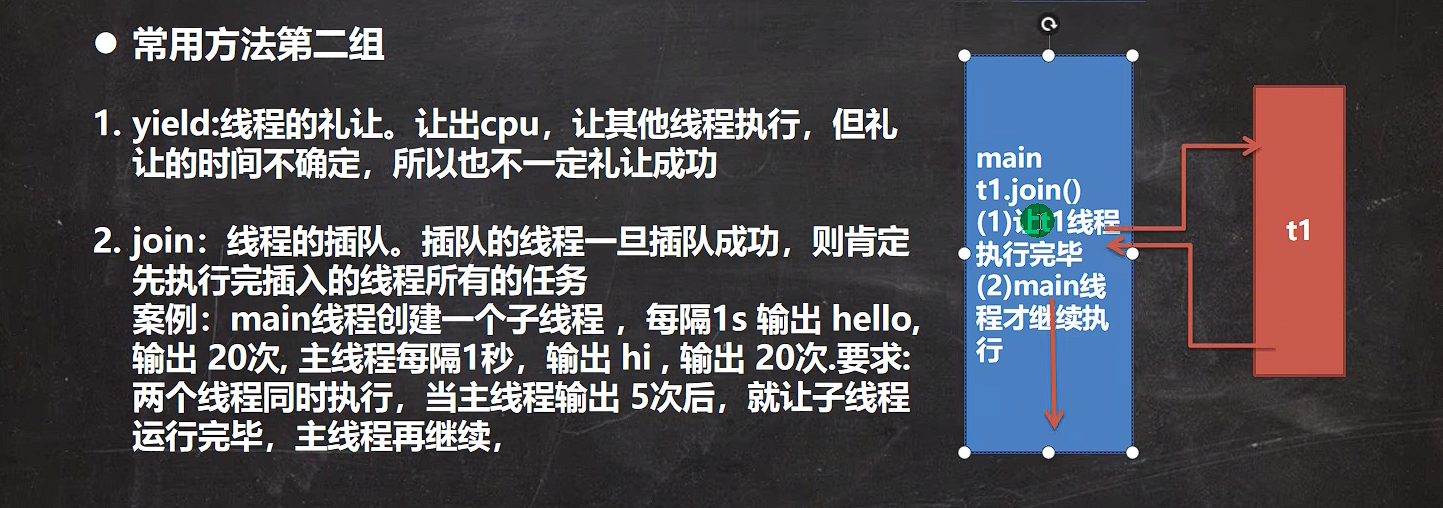 ● 常用方法第二组
1. yield:线程的礼让。让出cpu，让其他线程执行，但礼
让的时间不确定，所以也不一定礼让成功
2. join：线程的插队。插队的线程一旦插队成功，则肯定
先执行完插入的线程所有的任务
案例：main线程创建一个子线程 ，每隔1s 输出 hello,
输出 20次, 主线程每隔1秒，输出 hi , 输出 20次.要求:
两个线程同时执行，当主线程输出 5次后，就让子线程
运行完毕，主线程再继续，
main
t1.join()
(1)让t1线程
执行完毕
(2)main线
程才继续执
行
t1